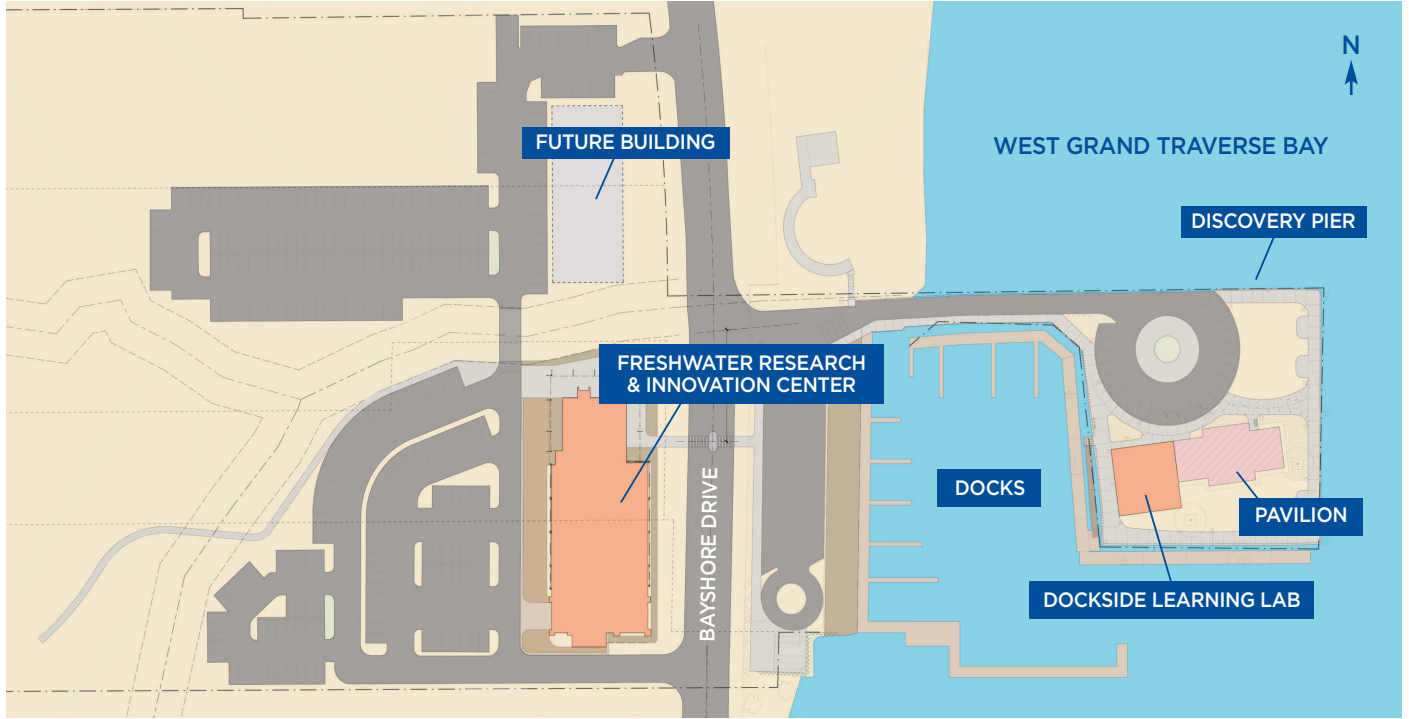 N
FUTURE BUILDING
WEST GRAND TRAVERSE BAY
DISCOVERY PIER
FRESHWATER RESEARCH
& INNOVATION CENTER
BAYSHORE DRIVE
DOCKS
PAVILION
DOCKSIDE LEARNING LAB